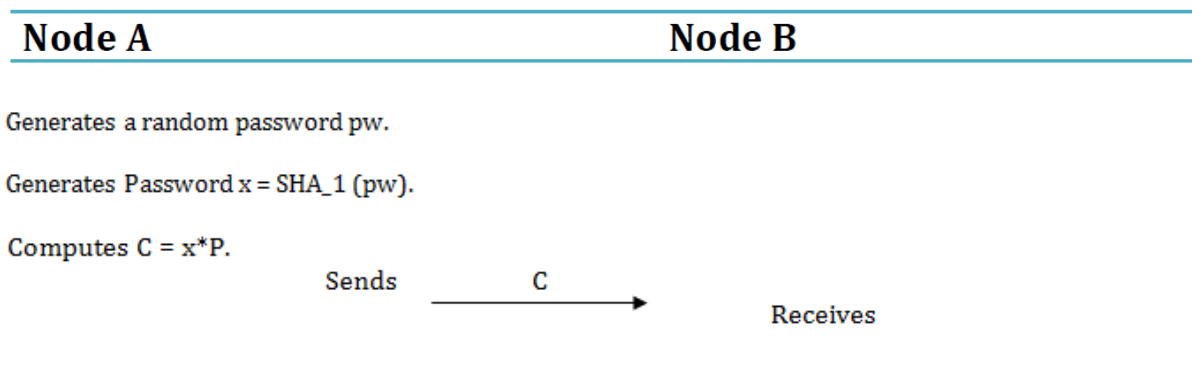 Node A Node B
Generates a random password pw.
Generates Password x = SHA_1 (pw).
Computes C = x*P.
Sends C
Receives